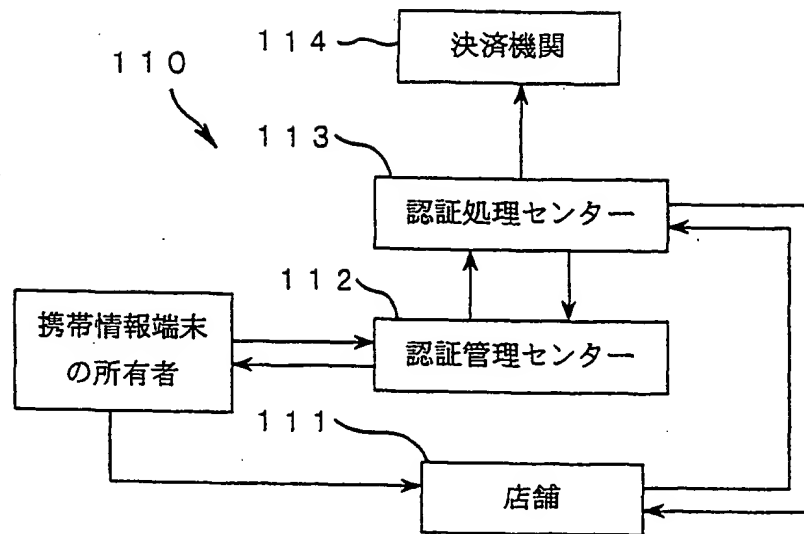 114
決済機関
110
113
認証処理センター
112
携帯情報端末
の所有者
認証管理センター
111
店舗